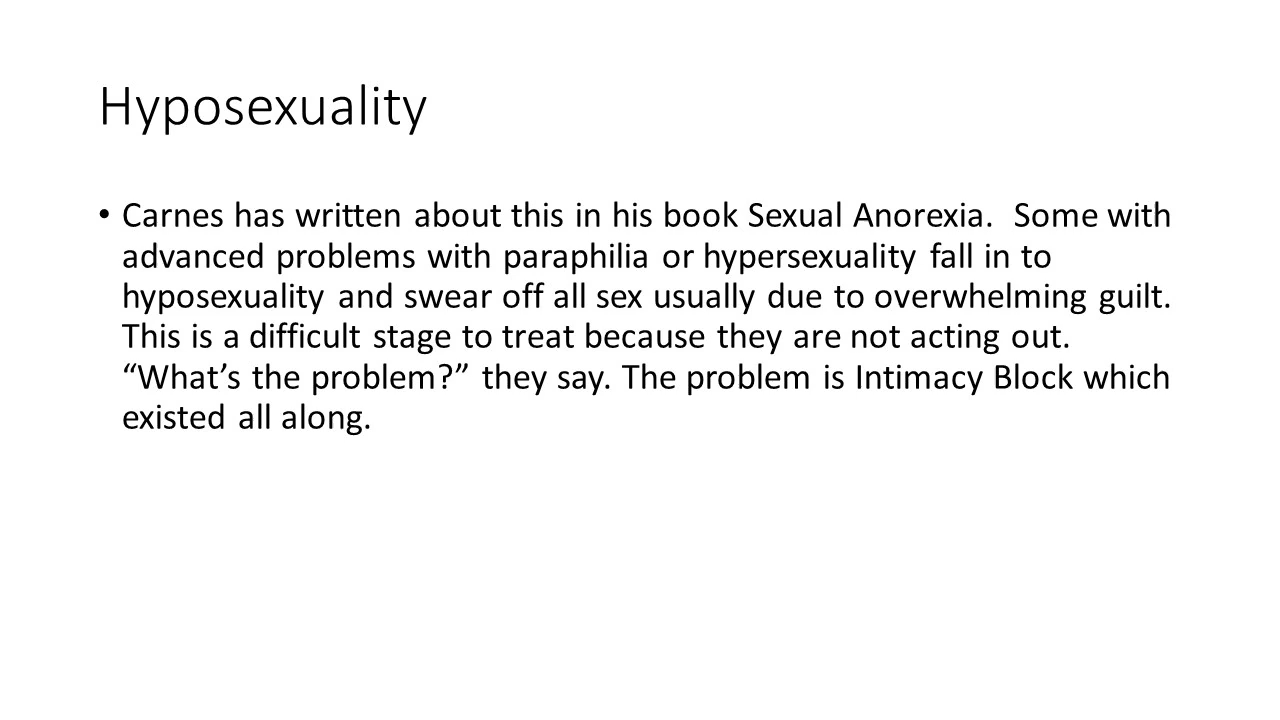 Hyposexuality
• Carnes has written about this in his book Sexual Anorexia.  Some with
advanced problems with paraphilia or hypersexuality fall in to
hyposexuality and swear off all sex usually due to overwhelming guilt.
This is a difficult stage to treat because they are not acting out.
“What’s the problem?” they say. The problem is Intimacy Block which
existed all along.